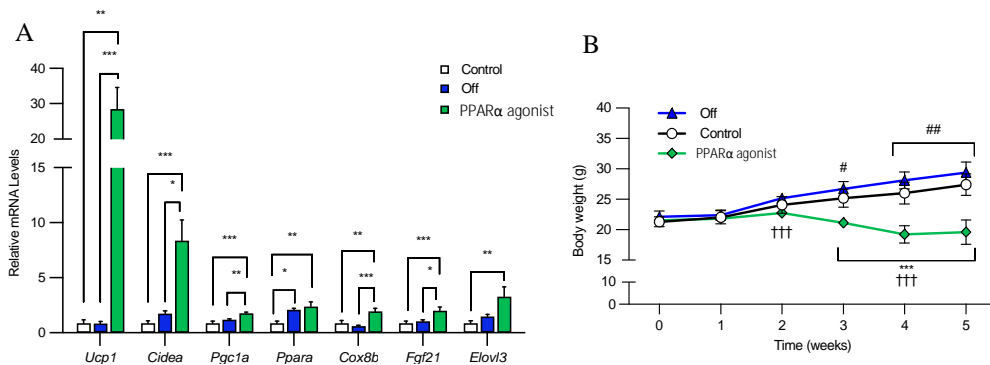 A
Relative mRNA Levels
40
30
20
15
10
5
0
**
***
***
*
***
**
**
*
**
***
***
*
**
Ucp1 Cidea Pgc1a Ppara Cox8b Fgf21 Elovl3
Control
Off
PPARα agonist
B
Body weight (g)
40
35
30
25
20
15
10
0
Off
Control
PPARα agonist
#
##
†††
***
†††
0 1 2 3 4 5
Time (weeks)